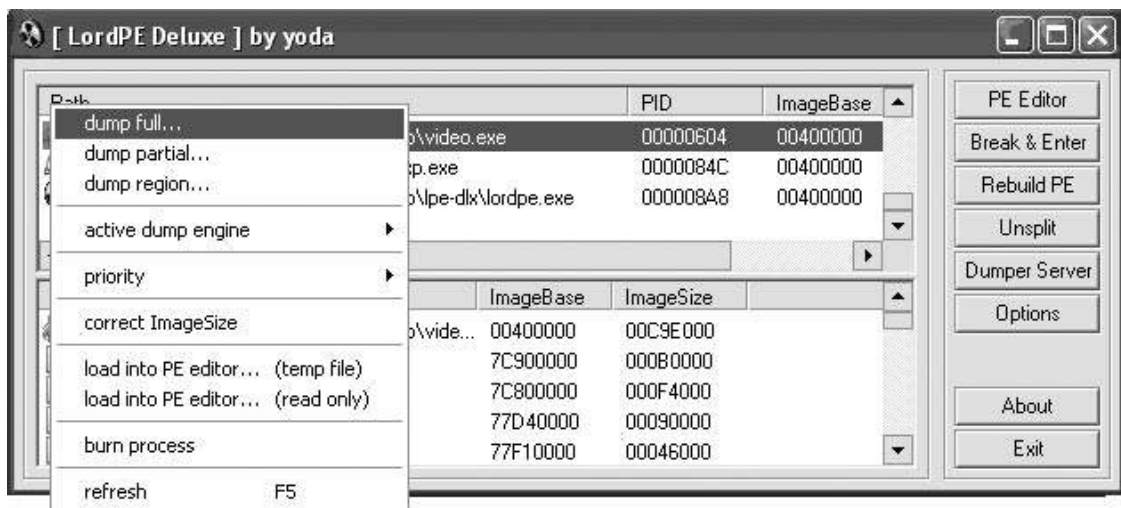 [ LordPE Deluxe ] by yoda
Path PID ImageBase
dump full...
o\video.exe 00000604 00400000
dump partial...
xp.exe 0000084C 00400000
dump region...
o\lpe-dlx\lordpe.exe 000008A8 00400000
active dump engine
priority
ImageBase ImageSize
correct ImageSize
o\vide... 00400000 00C9E000
7C900000 000B0000
load into PE editor... (temp file)
7C800000 000F4000
load into PE editor... (read only)
77D40000 00090000
burn process
77F10000 00046000
refresh F5
PE Editor
Break & Enter
Rebuild PE
Unsplit
Dumper Server
Options
About
Exit